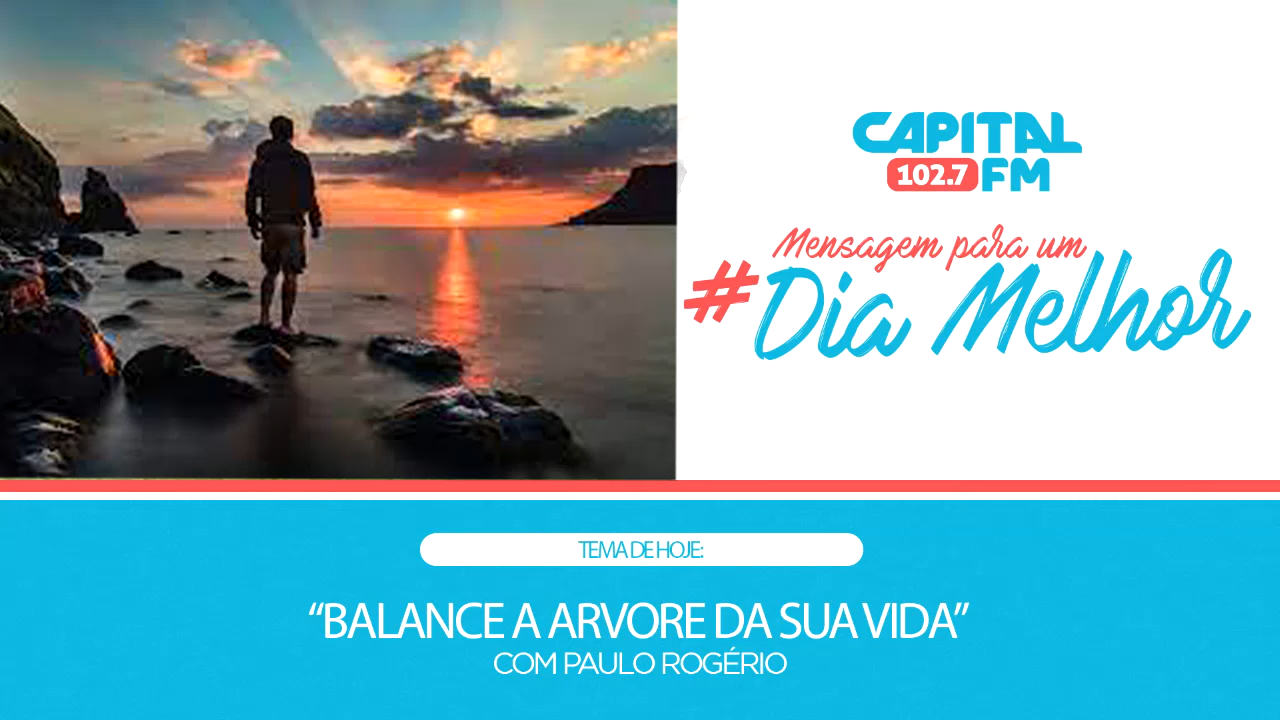 CAPITAL
102.7 FM
Mensagem para um
#Dia Melhor
TEMA DE HOJE:
“BALANCE A ARVORE DA SUA VIDA”
COM PAULO ROGÉRIO